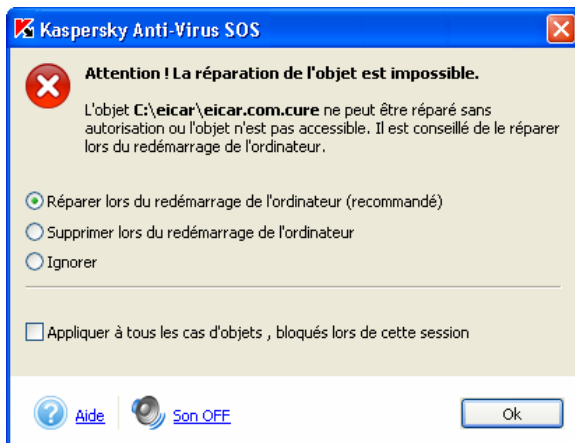 Kaspersky Anti-Virus SOS
Attention ! La réparation de l'objet est impossible.
L'objet C:\eicar\eicar.com.cure ne peut être réparé sans
autorisation ou l'objet n'est pas accessible. Il est conseillé de le réparer
lors du redémarrage de l'ordinateur.
Réparer lors du redémarrage de l'ordinateur (recommandé)
Supprimer lors du redémarrage de l'ordinateur
Ignorer
Appliquer à tous les cas d'objets , bloqués lors de cette session
Aide
Son OFF
Ok